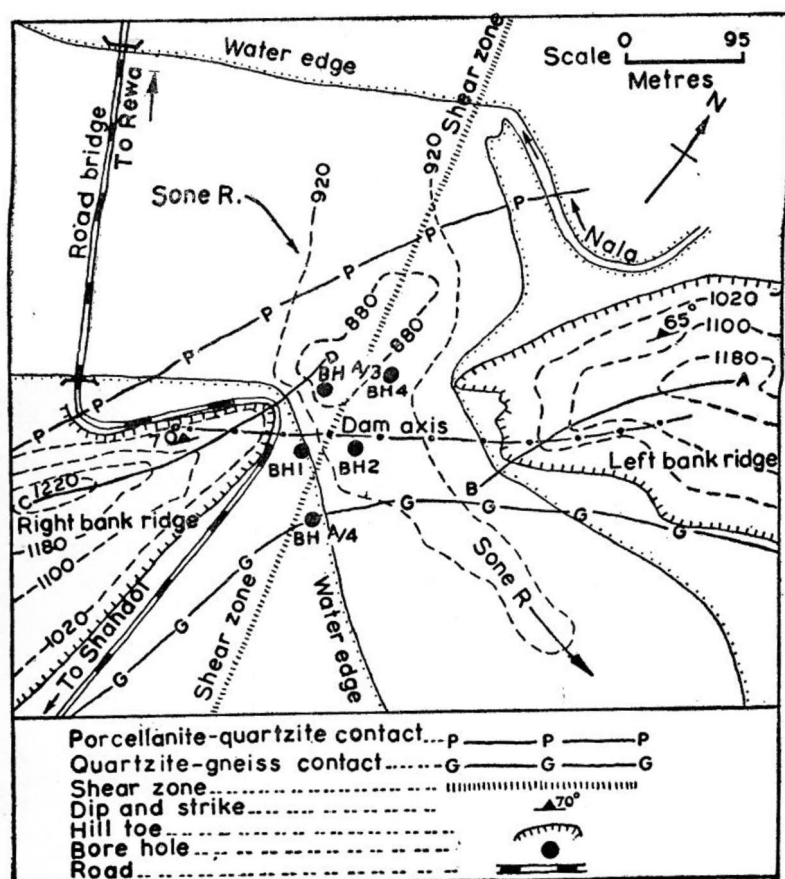 Water edge
Scale 0 95
Metres
Shear zone
N
To Rewa
Road bridge
Sone R.
920
920
P
P
P
P
P
P
P
Nala
880
880
D
BH A/3
BH4
1020
65°
1100
1180
A
70°
Dam axis
BH1
BH2
B
Left bank ridge
C
1220
Right bank ridge
1180
1100
1020
G
G
G
G
G
G
G
BH A/4
Sone R
Shear zone
Water edge
To Shahdol
Porcellanite-quartzite contact... P P P
Quartzite-gneiss contact....... G G G
Shear zone
Dip and strike 70°
Hill toe
Bore hole
Road